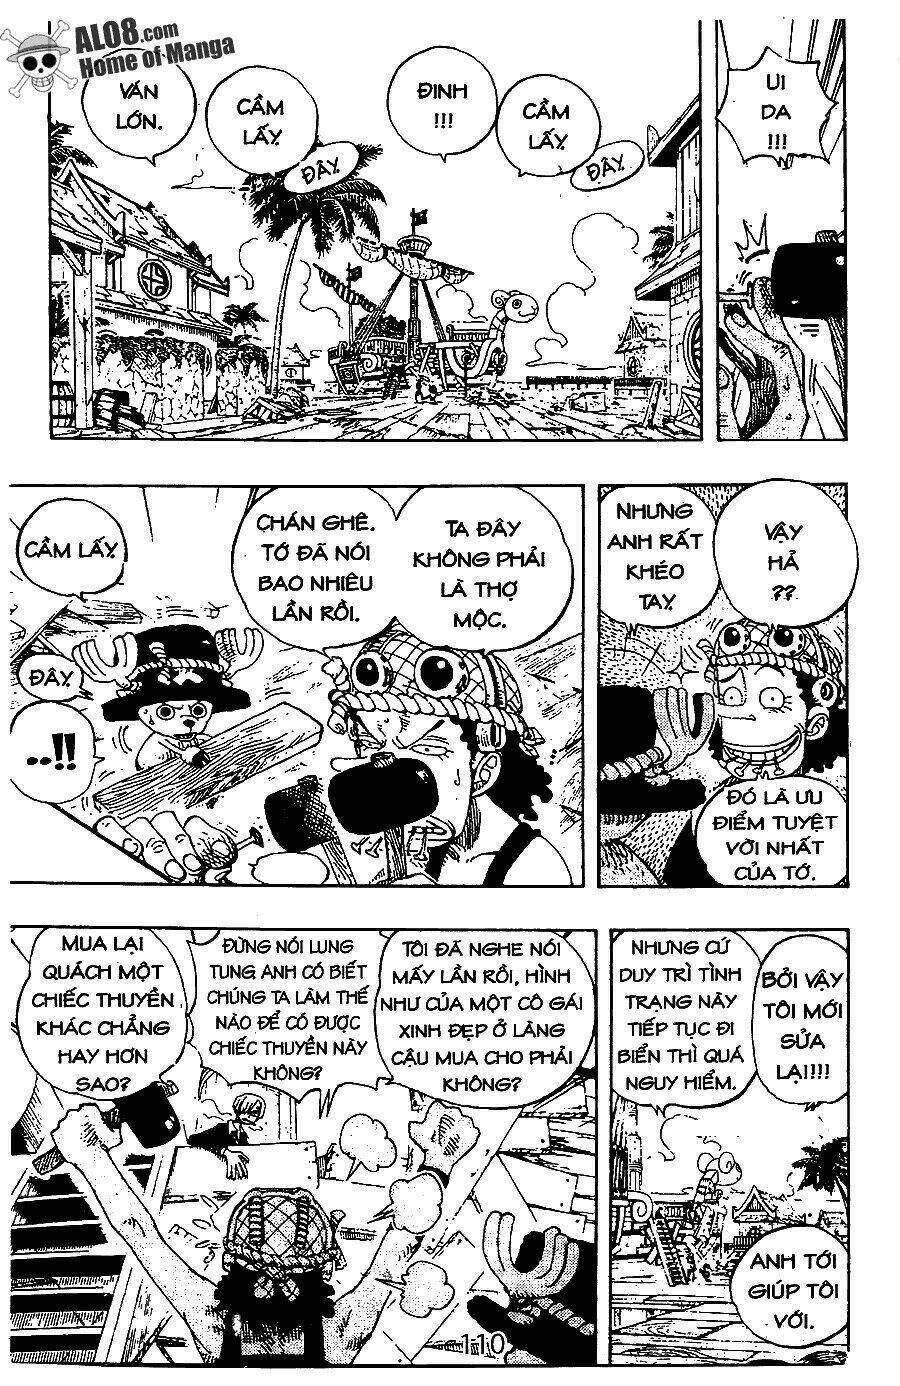 AL08.com
Home of Manga
VÁN
LỚN.
CẦM
LẤY.
ĐÂY.
ĐINH
!!!
CẦM
LẤY.
ĐÂY.
UI
DA
!!!
CẦM LẤY.
ĐÂY.
..!!
CHÁN GHÊ.
TỚ ĐÃ NÓI
BAO NHIÊU
LẦN RỒI.
TA ĐÂY
KHÔNG PHẢI
LÀ THỢ
MỘC.
NHƯNG
ANH RẤT
KHÉO
TAY.
VẬY
HẢ
??
ĐÓ LÀ ƯU
ĐIỂM TUYỆT
VỜI NHẤT
CỦA TỚ.
MUA LẠI
QUÁCH MỘT
CHIẾC THUYỀN
KHÁC CHẲNG
HAY HƠN
SAO?
ĐỪNG NÓI LUNG
TUNG ANH CÓ BIẾT
CHÚNG TA LÀM THẾ
NÀO ĐỂ CÓ ĐƯỢC
CHIẾC THUYỀN NÀY
KHÔNG?
TÔI ĐÃ NGHE NÓI
MẤY LẦN RỒI, HÌNH
NHƯ CỦA MỘT CÔ GÁI
XINH ĐẸP Ở LÀNG
CẬU MUA CHO PHẢI
KHÔNG?
NHƯNG CỨ
DUY TRÌ TÌNH
TRẠNG NÀY
TIẾP TỤC ĐI
BIỂN THÌ QUÁ
NGUY HIỂM.
BỞI VẬY
TÔI MỚI
SỬA
LẠI!!!!
ANH TỚI
GIÚP TÔI
VỚI.
110